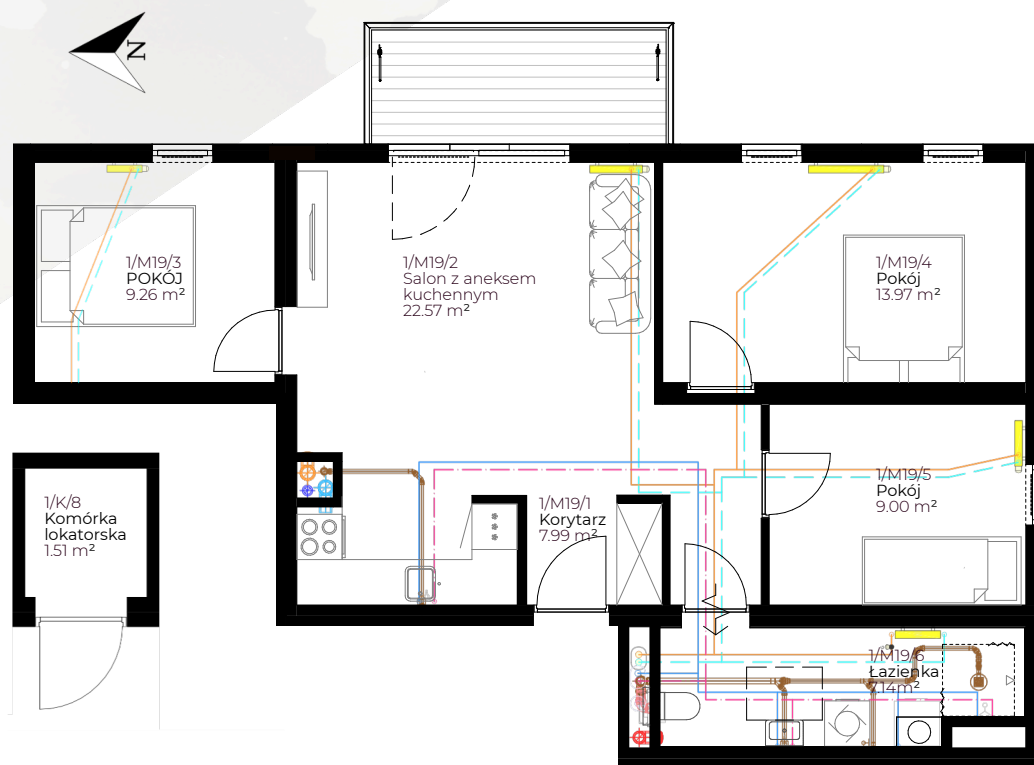 N
1/M19/3
POKÓJ
9.26 m²
1/M19/2
Salon z aneksem
kuchennym
22.57 m²
1/M19/4
Pokój
13.97 m²
1/K/8
Komórka
lokatorska
1.51 m²
1/M19/1
Korytarz
7.99 m²
1/M19/5
Pokój
9.00 m²
1/M19/6
Łazienka
7.14m²